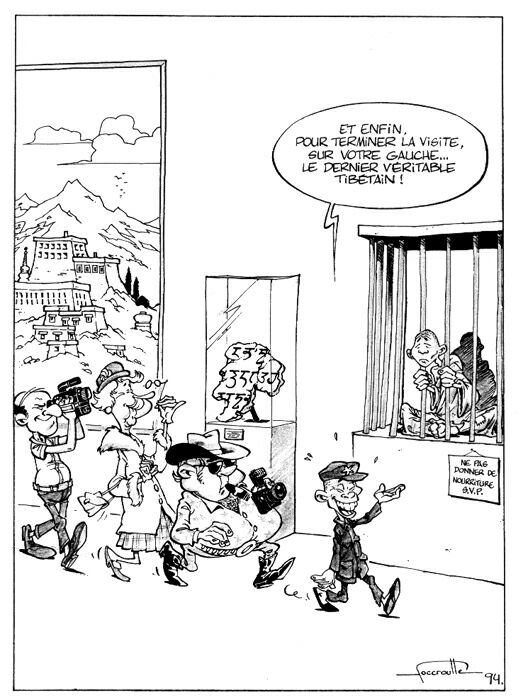 ET ENFIN,
POUR TERMINER LA VISITE,
SUR VOTRE GAUCHE...
LE DERNIER VÉRITABLE
TIBÉTAIN !
NE PAS
DONNER DE
NOURRITURE
S.V.P.
94.